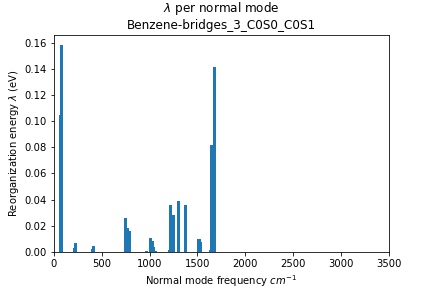 λ per normal mode
Benzene-bridges_3_C0S0_C0S1
Reorganization energy λ (eV)
0.16
0.14
0.12
0.10
0.08
0.06
0.04
0.02
0.00
0 500 1000 1500 2000 2500 3000 3500
Normal mode frequency cm⁻¹